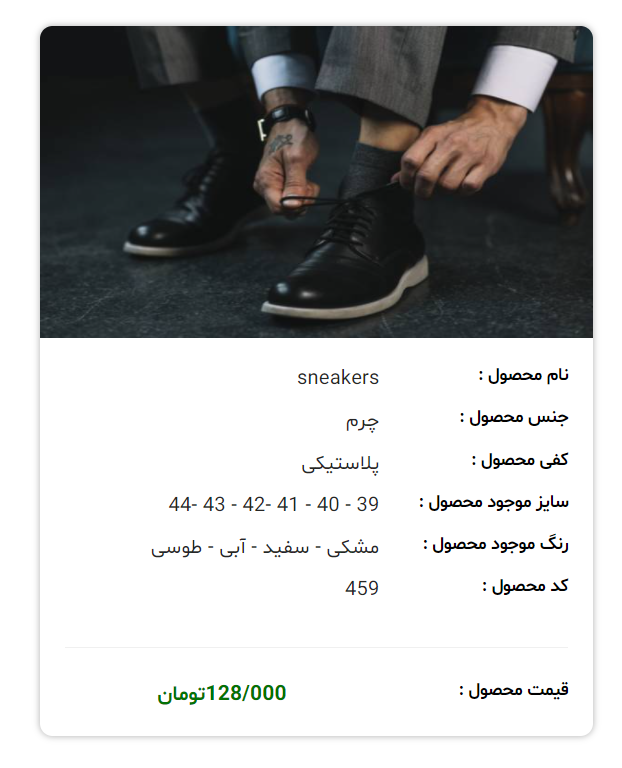 نام محصول : sneakers
جنس محصول : چرم
کفی محصول : پلاستیکی
سایز موجود محصول : 39 - 40 - 41 -42 - 43 -44
رنگ موجود محصول : مشکی - سفید - آبی - طوسی
کد محصول : 459
قیمت محصول : 128/000تومان